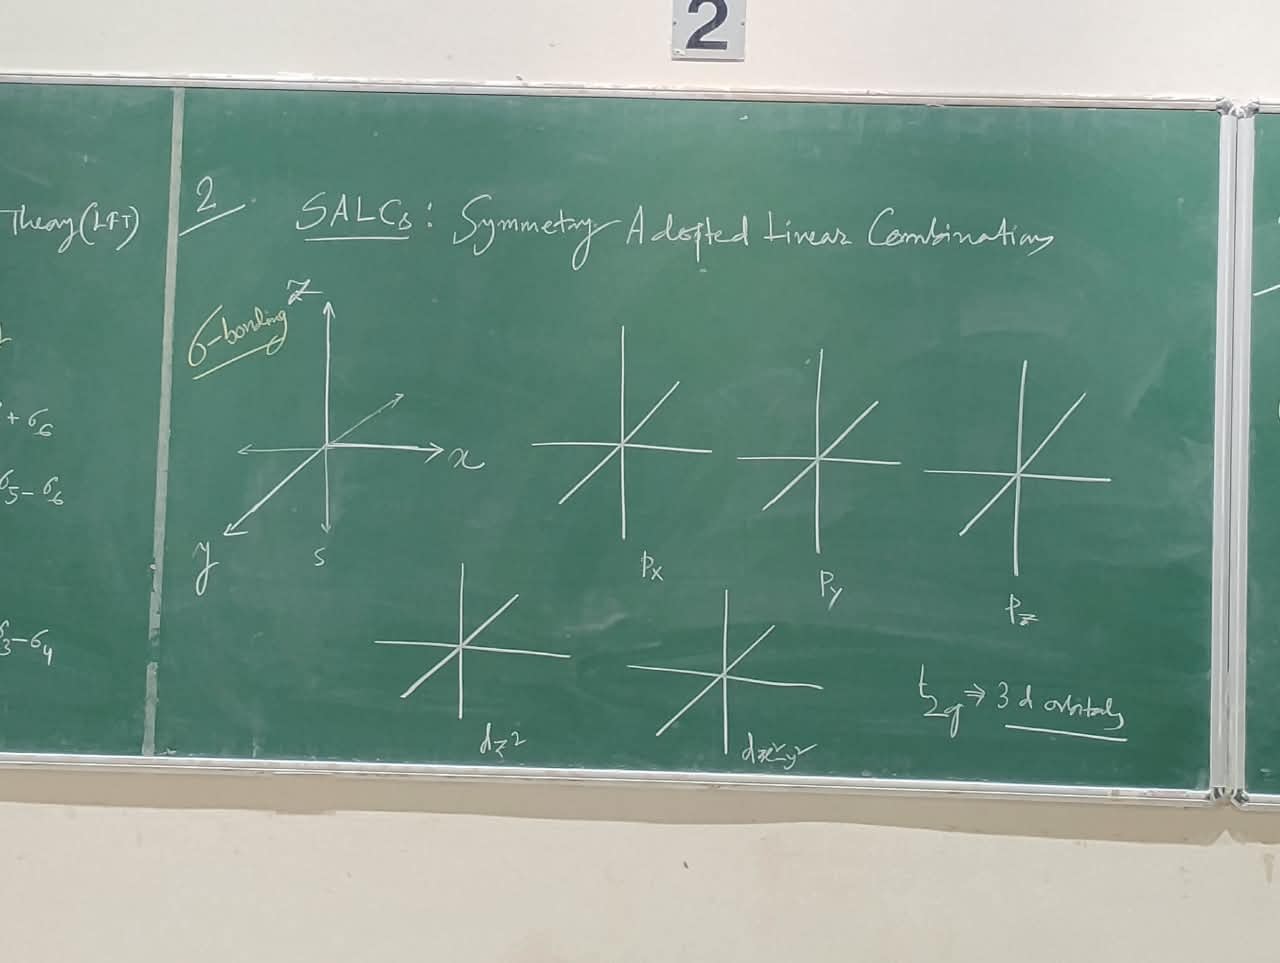 2
Theory (LFT)
+ σ6
σ5 - σ6
σ3 - σ4
2
SALCs : Symmetry Adopted Linear Combinations
σ-bonding
z
x
y
s
Px
Py
Pz
dz²
dx²-y²
t2g ⇒ 3 d orbitals